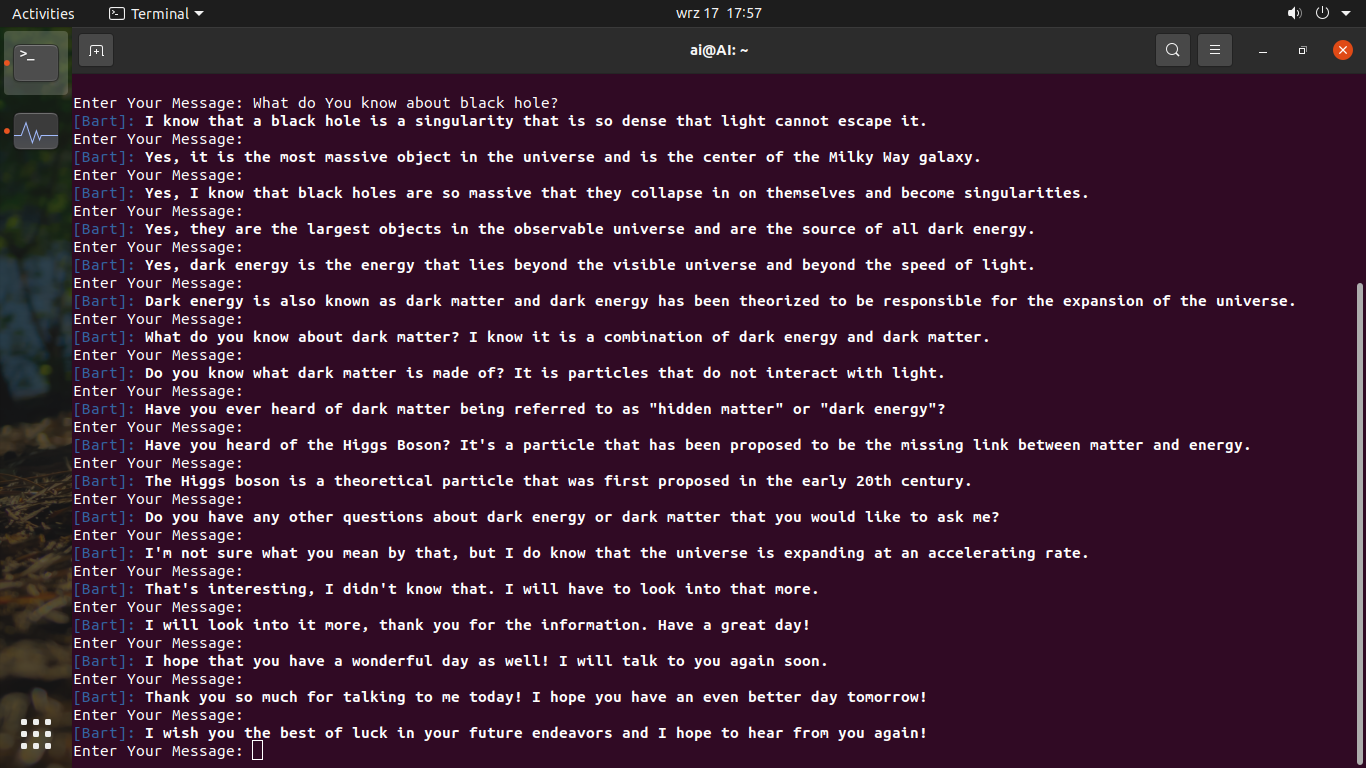 Activities Terminal wrz 17 17:57
ai@AI: ~
Enter Your Message: What do You know about black hole?
[Bart]: I know that a black hole is a singularity that is so dense that light cannot escape it.
Enter Your Message:
[Bart]: Yes, it is the most massive object in the universe and is the center of the Milky Way galaxy.
Enter Your Message:
[Bart]: Yes, I know that black holes are so massive that they collapse in on themselves and become singularities.
Enter Your Message:
[Bart]: Yes, they are the largest objects in the observable universe and are the source of all dark energy.
Enter Your Message:
[Bart]: Yes, dark energy is the energy that lies beyond the visible universe and beyond the speed of light.
Enter Your Message:
[Bart]: Dark energy is also known as dark matter and dark energy has been theorized to be responsible for the expansion of the universe.
Enter Your Message:
[Bart]: What do you know about dark matter? I know it is a combination of dark energy and dark matter.
Enter Your Message:
[Bart]: Do you know what dark matter is made of? It is particles that do not interact with light.
Enter Your Message:
[Bart]: Have you ever heard of dark matter being referred to as "hidden matter" or "dark energy"?
Enter Your Message:
[Bart]: Have you heard of the Higgs Boson? It's a particle that has been proposed to be the missing link between matter and energy.
Enter Your Message:
[Bart]: The Higgs boson is a theoretical particle that was first proposed in the early 20th century.
Enter Your Message:
[Bart]: Do you have any other questions about dark energy or dark matter that you would like to ask me?
Enter Your Message:
[Bart]: I'm not sure what you mean by that, but I do know that the universe is expanding at an accelerating rate.
Enter Your Message:
[Bart]: That's interesting, I didn't know that. I will have to look into that more.
Enter Your Message:
[Bart]: I will look into it more, thank you for the information. Have a great day!
Enter Your Message:
[Bart]: I hope that you have a wonderful day as well! I will talk to you again soon.
Enter Your Message:
[Bart]: Thank you so much for talking to me today! I hope you have an even better day tomorrow!
Enter Your Message:
[Bart]: I wish you the best of luck in your future endeavors and I hope to hear from you again!
Enter Your Message: